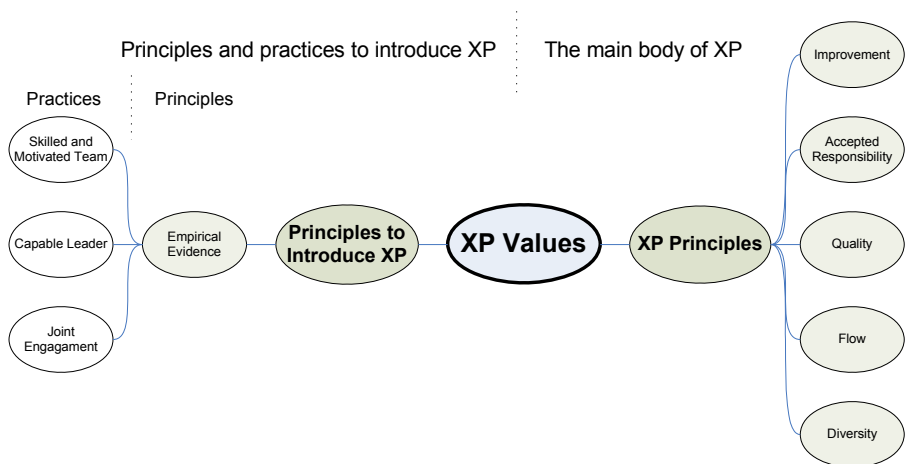 Principles and practices to introduce XP
The main body of XP
Practices
Principles
Skilled and
Motivated Team
Capable Leader
Joint
Engagament
Empirical
Evidence
Principles to
Introduce XP
XP Values
XP Principles
Improvement
Accepted
Responsibility
Quality
Flow
Diversity